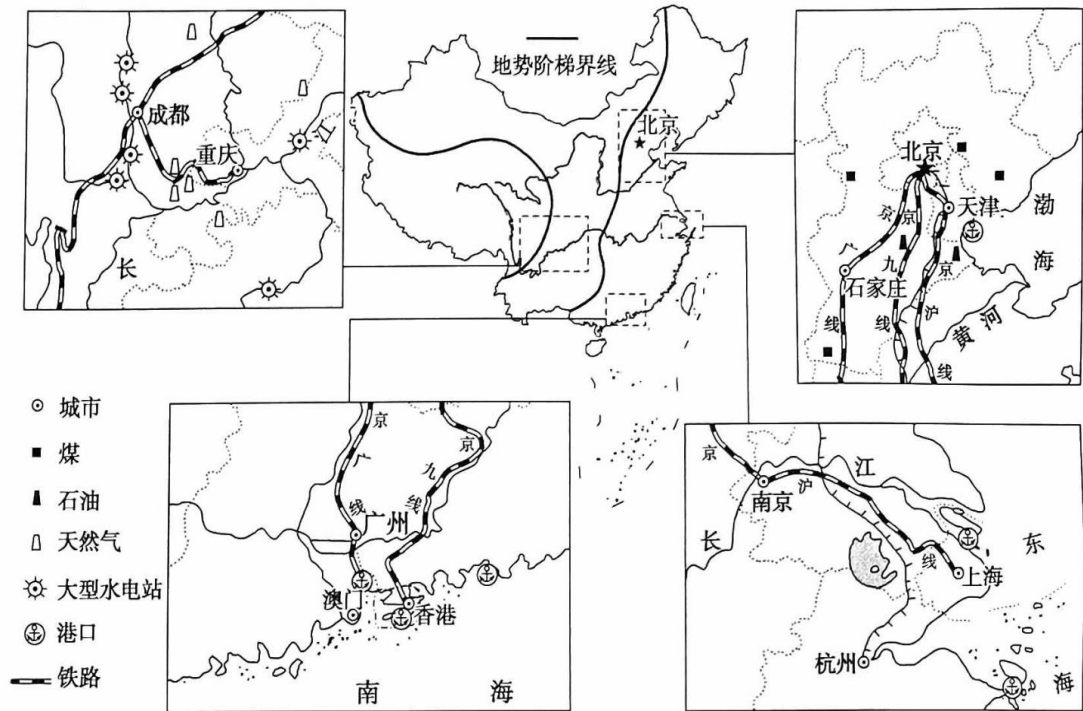 成都
重庆
江
长
地势阶梯界线
北京
北京
天津
渤
海
京
广
线
京
九
线
京
沪
线
石家庄
黄河
城市
煤
石油
天然气
大型水电站
港口
铁路
京
广
线
京
九
线
广州
澳门
香港
南 海
京
沪
线
南京
长
江
上海
杭州
东
海